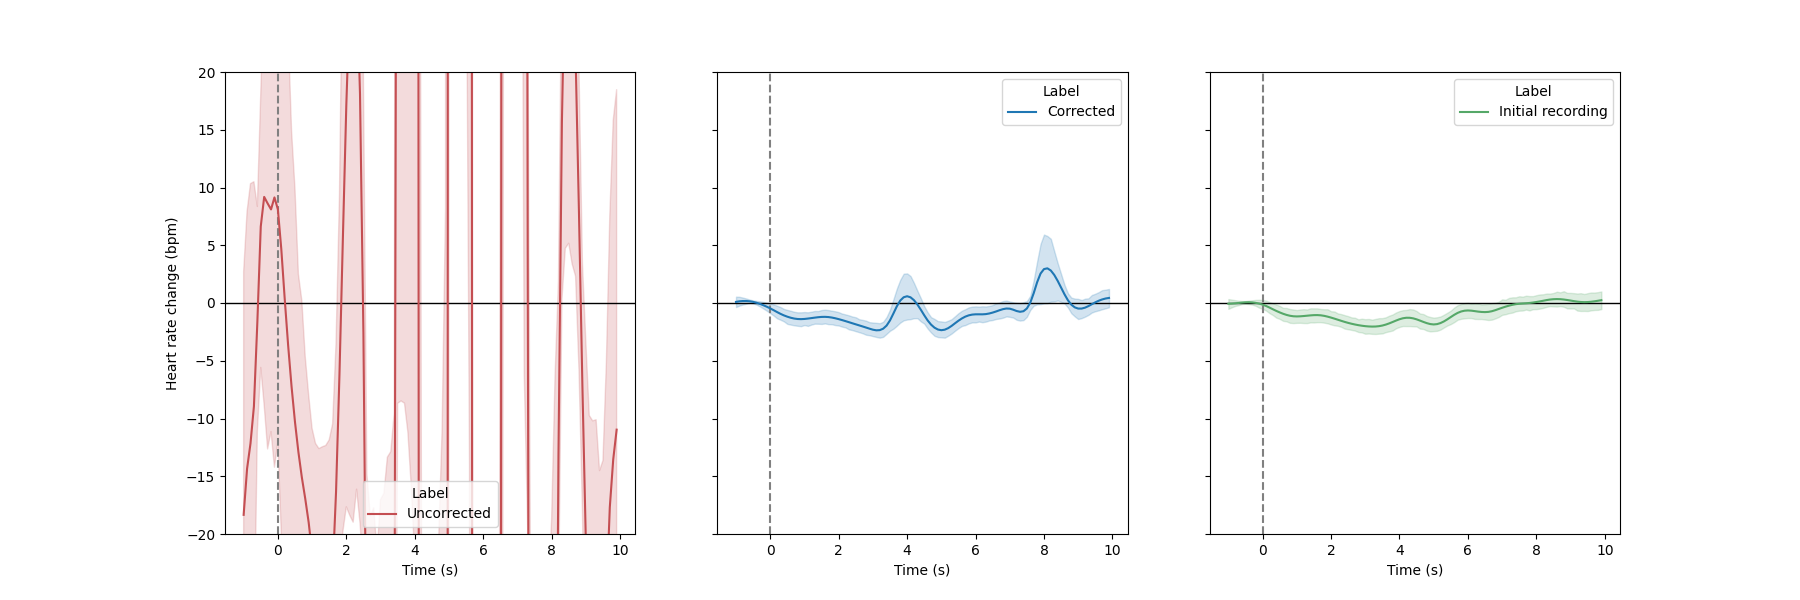 Heart rate change (bpm)
20
15
10
5
0
−5
−10
−15
−20
Label
Uncorrected
0 2 4 6 8 10
Time (s)
Label
Corrected
0 2 4 6 8 10
Time (s)
Label
Initial recording
0 2 4 6 8 10
Time (s)